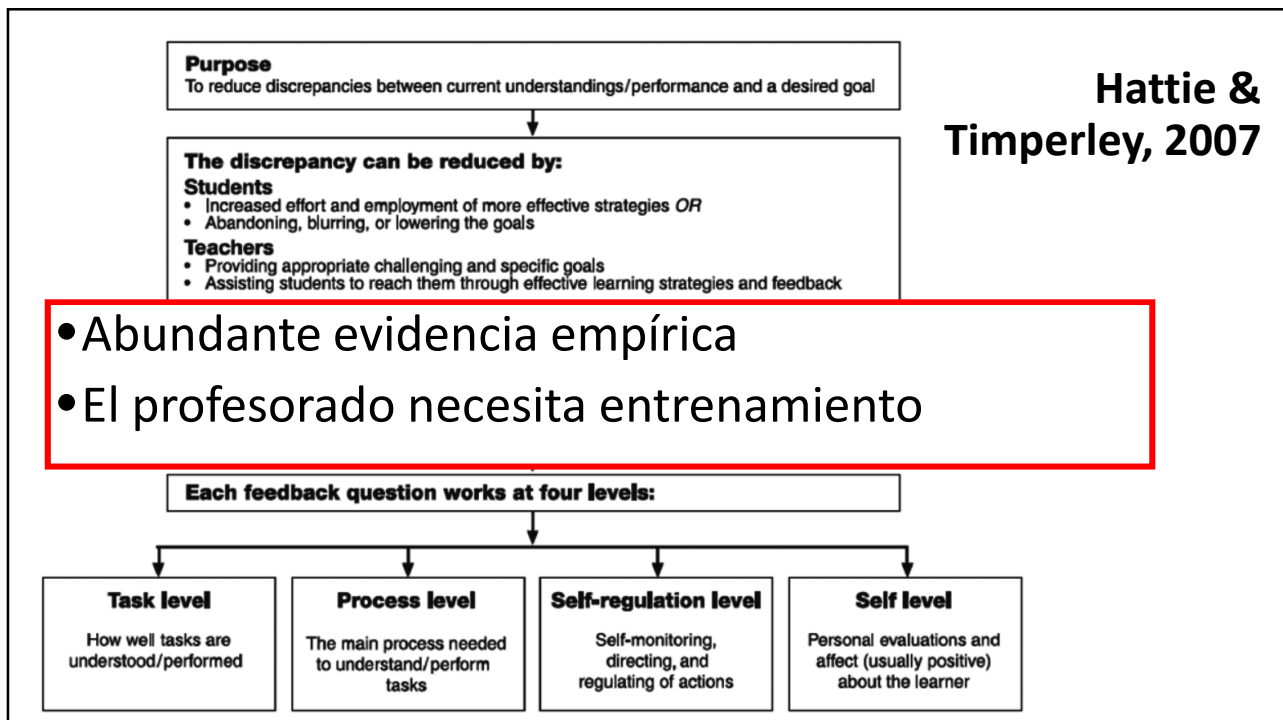 Purpose
To reduce discrepancies between current understandings/performance and a desired goal
Hattie &
Timperley, 2007
The discrepancy can be reduced by:
Students
• Increased effort and employment of more effective strategies OR
• Abandoning, blurring, or lowering the goals
Teachers
• Providing appropriate challenging and specific goals
• Assisting students to reach them through effective learning strategies and feedback
•Abundante evidencia empírica
•El profesorado necesita entrenamiento
Each feedback question works at four levels:
Task level
How well tasks are
understood/performed
Process level
The main process needed
to understand/perform
tasks
Self-regulation level
Self-monitoring,
directing, and
regulating of actions
Self level
Personal evaluations and
affect (usually positive)
about the learner